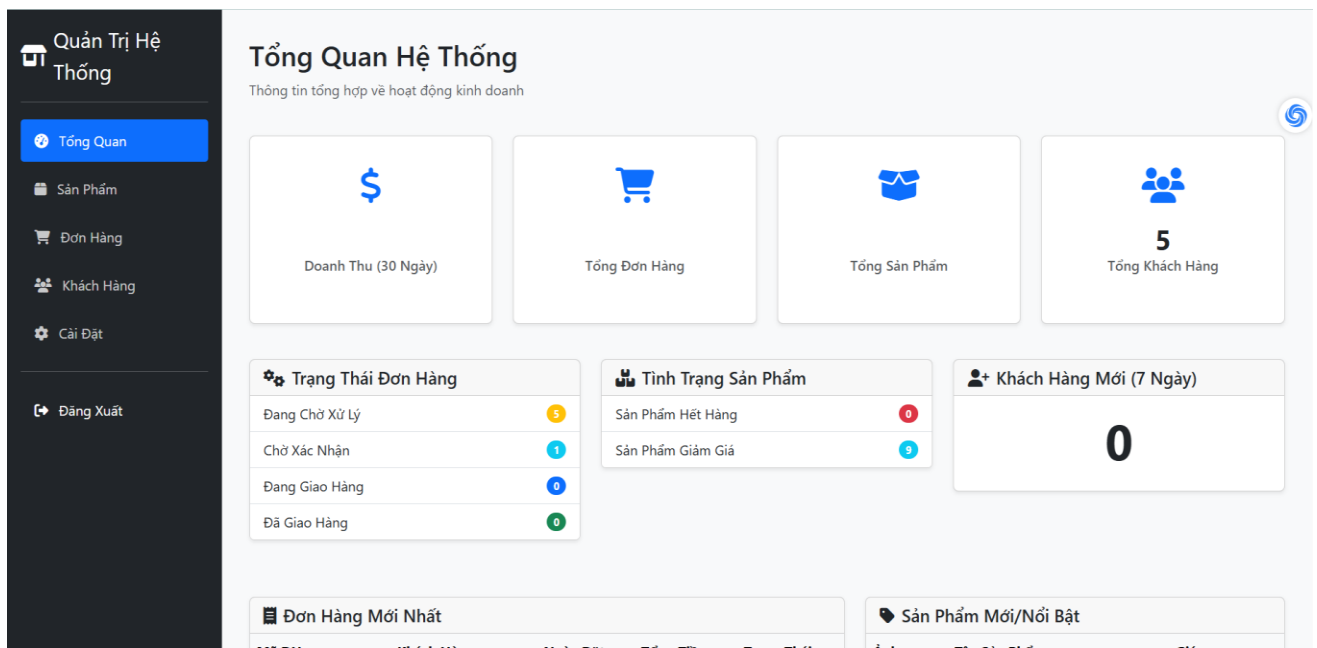 Quản Trị Hệ
Thống
Tổng Quan
Sản Phẩm
Đơn Hàng
Khách Hàng
Cài Đặt
Đăng Xuất
Tổng Quan Hệ Thống
Thông tin tổng hợp về hoạt động kinh doanh
Doanh Thu (30 Ngày)
Tổng Đơn Hàng
Tổng Sản Phẩm
5
Tổng Khách Hàng
Trạng Thái Đơn Hàng
Đang Chờ Xử Lý 5
Chờ Xác Nhận 1
Đang Giao Hàng 0
Đã Giao Hàng 0
Tình Trạng Sản Phẩm
Sản Phẩm Hết Hàng 0
Sản Phẩm Giảm Giá 9
Khách Hàng Mới (7 Ngày)
0
Đơn Hàng Mới Nhất
Sản Phẩm Mới/Nổi Bật